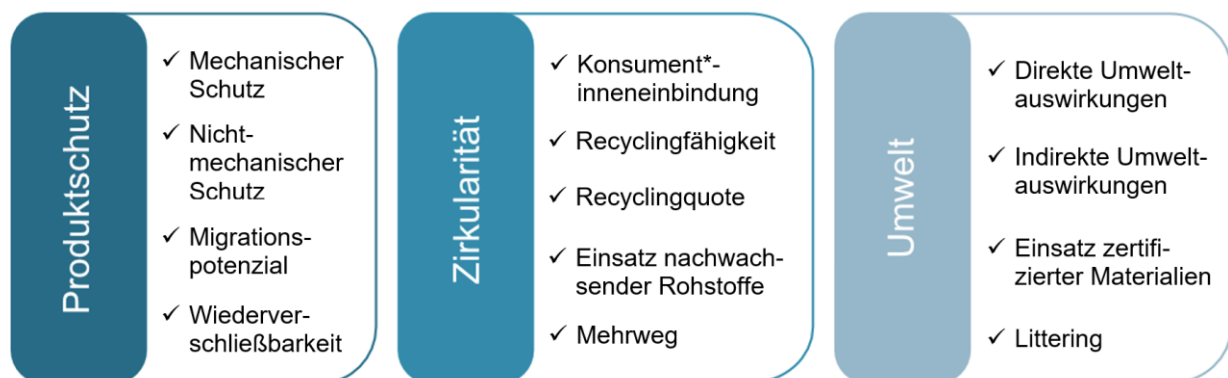 Produktschutz
✓ Mechanischer
Schutz
✓ Nicht-
mechanischer
Schutz
✓ Migrations-
potenzial
✓ Wiederver-
schließbarkeit
Zirkularität
✓ Konsument*-
inneneinbindung
✓ Recyclingfähigkeit
✓ Recyclingquote
✓ Einsatz nachwach-
sender Rohstoffe
✓ Mehrweg
Umwelt
✓ Direkte Umwelt-
auswirkungen
✓ Indirekte Umwelt-
auswirkungen
✓ Einsatz zertifi-
zierter Materialien
✓ Littering